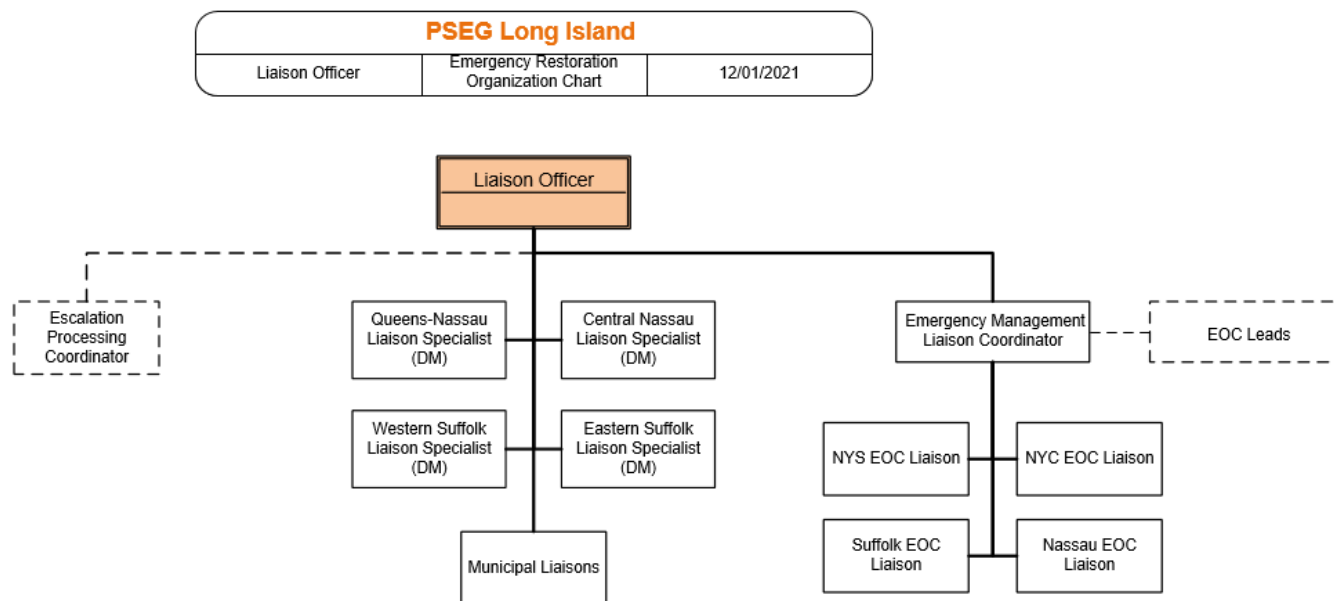 PSEG Long Island
Liaison Officer
Emergency Restoration
Organization Chart
12/01/2021
Liaison Officer
Escalation
Processing
Coordinator
Queens-Nassau
Liaison Specialist
(DM)
Central Nassau
Liaison Specialist
(DM)
Emergency Management
Liaison Coordinator
EOC Leads
Western Suffolk
Liaison Specialist
(DM)
Eastern Suffolk
Liaison Specialist
(DM)
NYS EOC Liaison
NYC EOC Liaison
Municipal Liaisons
Suffolk EOC
Liaison
Nassau EOC
Liaison